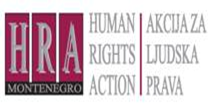 HRA
MONTENEGRO
HUMAN
RIGHTS
ACTION
AKCIJA ZA
LJUDSKA
PRAVA